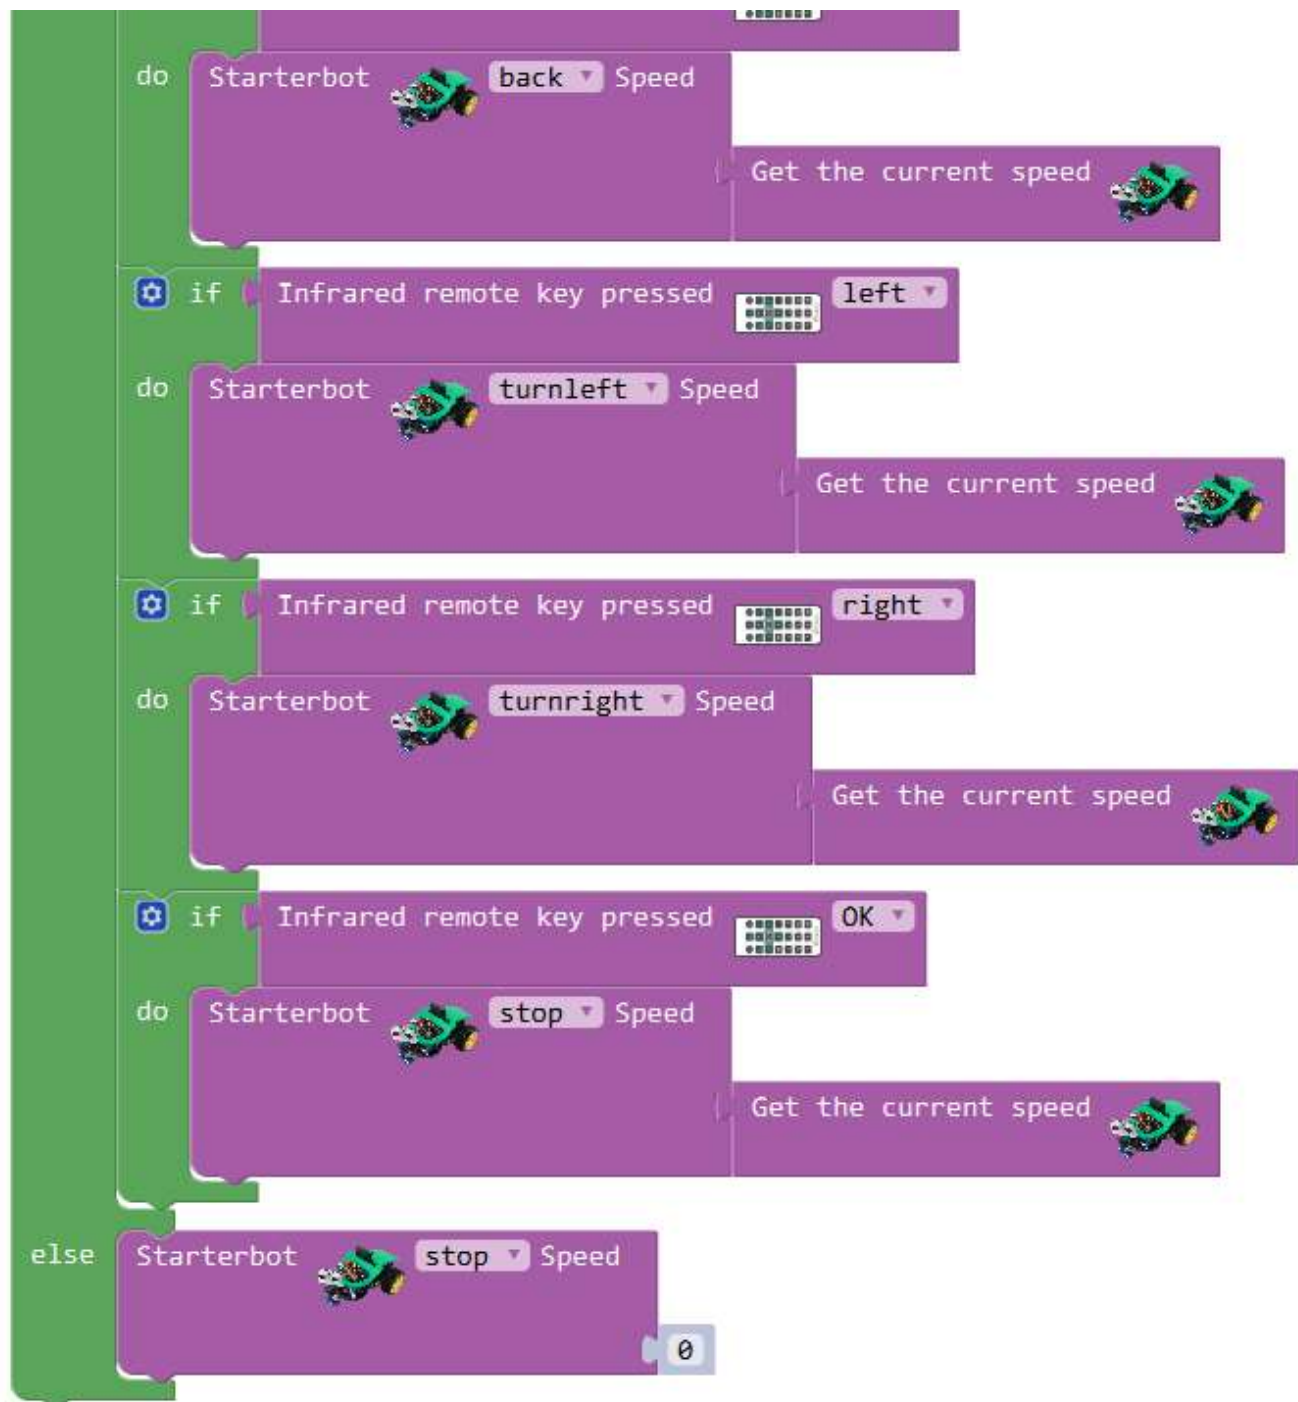 do Starterbot back Speed
Get the current speed
if Infrared remote key pressed left
do Starterbot turnleft Speed
Get the current speed
if Infrared remote key pressed right
do Starterbot turnright Speed
Get the current speed
if Infrared remote key pressed OK
do Starterbot stop Speed
Get the current speed
else Starterbot stop Speed
0